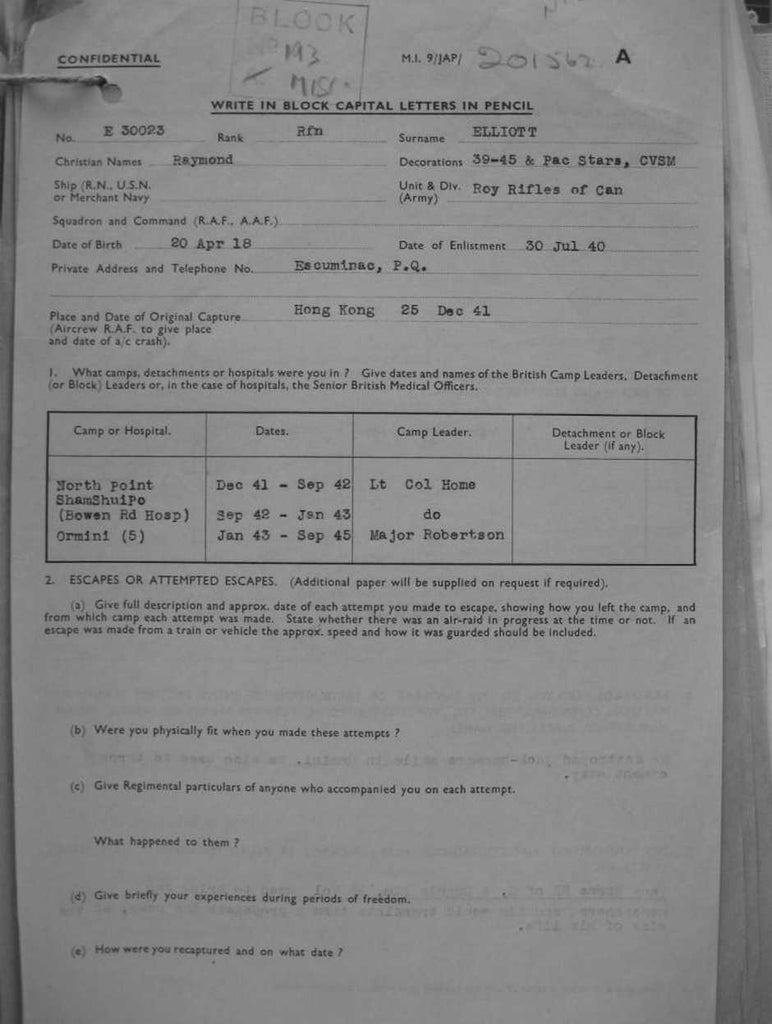 BLOCK
193
MISC.
CONFIDENTIAL
M.I. 9/JAP/ 201562 A
WRITE IN BLOCK CAPITAL LETTERS IN PENCIL
No. E 30023 Rank Rfn Surname ELLIOTT
Christian Names Raymond Decorations 39-45 & Pac Stars, CVSM
Ship (R.N., U.S.N. or Merchant Navy
Unit & Div. (Army) Roy Rifles of Can
Squadron and Command (R.A.F., A.A.F.)
Date of Birth 20 Apr 18 Date of Enlistment 30 Jul 40
Private Address and Telephone No. Escuminac, P.Q.
Place and Date of Original Capture Hong Kong 25 Dec 41
(Aircrew R.A.F. to give place
and date of a/c crash).
1. What camps, detachments or hospitals were you in ? Give dates and names of the British Camp Leaders, Detachment
(or Block) Leaders or, in the case of hospitals, the Senior British Medical Officers.
Camp or Hospital. Dates. Camp Leader. Detachment or Block
Leader (if any).
North Point Dec 41 - Sep 42 Lt Col Home
ShamShuiPo
(Bowen Rd Hosp) Sep 42 - Jan 43 do
Ormini (5) Jan 43 - Sep 45 Major Robertson
2. ESCAPES OR ATTEMPTED ESCAPES. (Additional paper will be supplied on request if required).
(a) Give full description and approx. date of each attempt you made to escape, showing how you left the camp, and
from which camp each attempt was made. State whether there was an air-raid in progress at the time or not. If an
escape was made from a train or vehicle the approx. speed and how it was guarded should be included.
(b) Were you physically fit when you made these attempts ?
(c) Give Regimental particulars of anyone who accompanied you on each attempt.
What happened to them ?
(d) Give briefly your experiences during periods of freedom.
(e) How were you recaptured and on what date ?